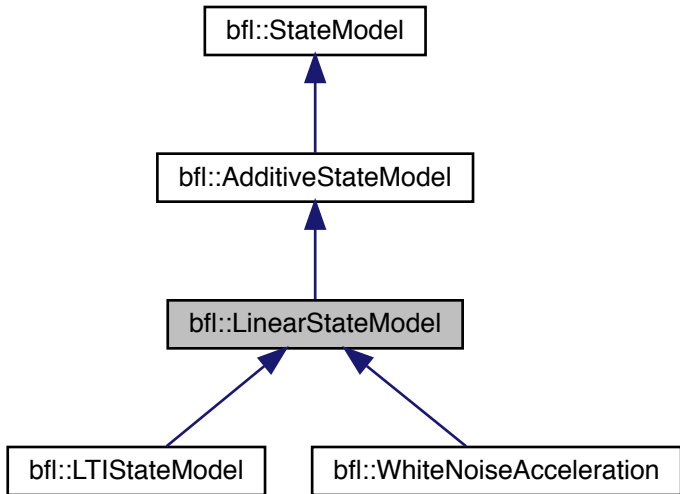 bfl::StateModel
bfl::AdditiveStateModel
bfl::LinearStateModel
bfl::LTIStateModel
bfl::WhiteNoiseAcceleration